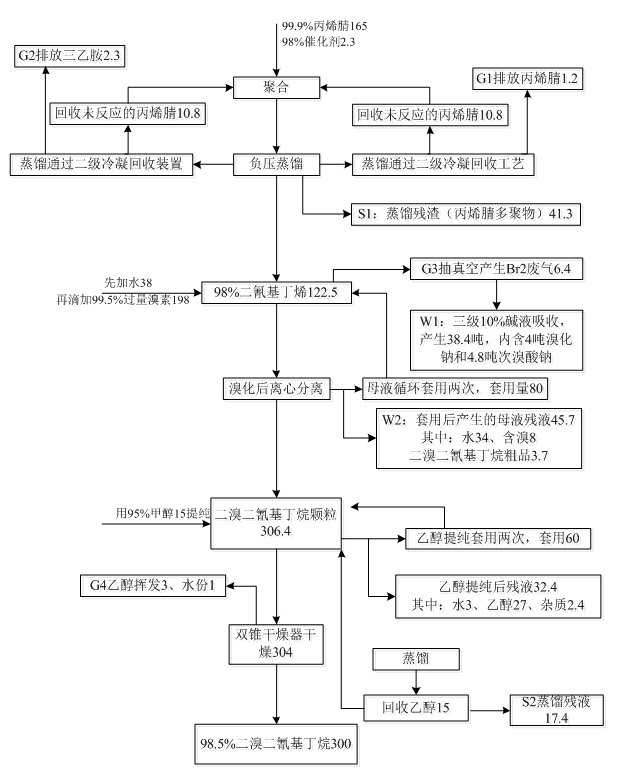 99.9%丙烯腈165
98%催化剂2.3
G2排放三乙胺2.3
聚合
G1排放丙烯腈1.2
回收未反应的丙烯腈10.8
回收未反应的丙烯腈10.8
蒸馏通过二级冷凝回收装置
负压蒸馏
蒸馏通过二级冷凝回收工艺
S1：蒸馏残渣（丙烯腈多聚物）41.3
先加水38
再滴加99.5%过量溴素198
98%二氰基丁烯122.5
G3抽真空产生Br2废气6.4
W1：三级10%碱液吸收，
产生38.4吨，内含4吨溴化
钠和4.8吨次溴酸钠
溴化后离心分离
母液循环套用两次，套用量80
W2：套用后产生的母液残液45.7
其中：水34、含溴8
二溴二氰基丁烷粗品3.7
用95%甲醇15提纯
二溴二氰基丁烷颗粒
306.4
乙醇提纯套用两次，套用60
G4乙醇挥发3、水份1
乙醇提纯后残液32.4
其中：水3、乙醇27、杂质2.4
双锥干燥器干
燥304
蒸馏
回收乙醇15
S2蒸馏残液
17.4
98.5%二溴二氰基丁烷300